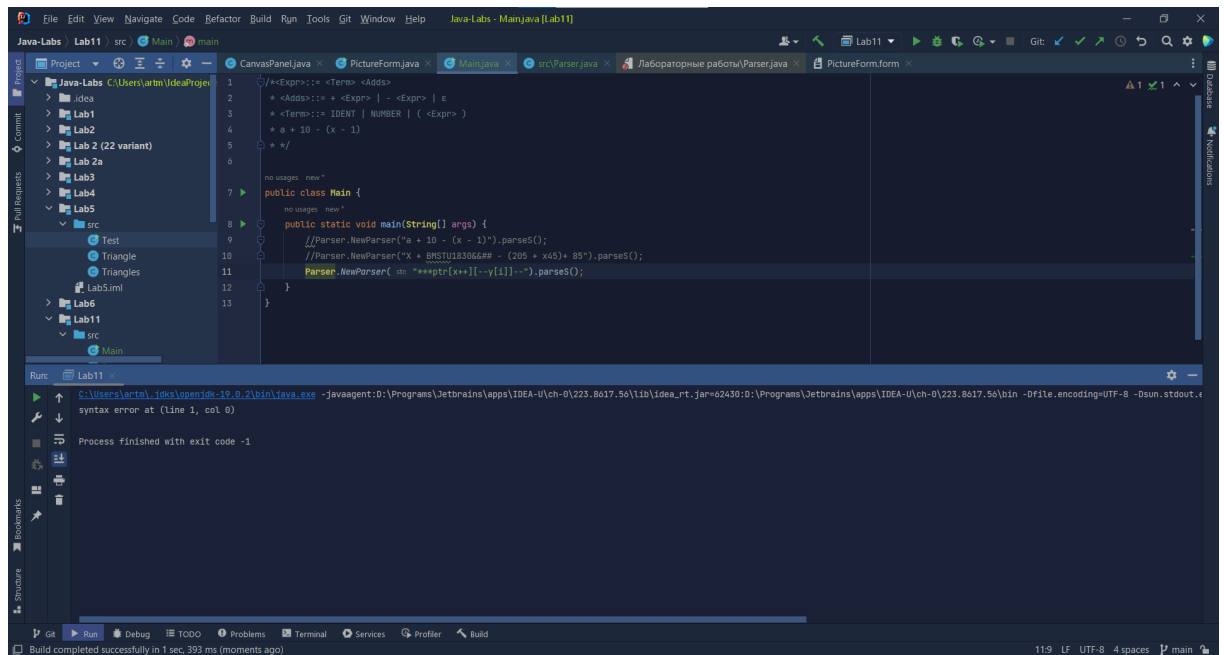 File Edit View Navigate Code Refactor Build Run Tools Git Window Help Java-Labs - Main.java [Lab11]
Java-Labs Lab11 src Main main
Lab11 Git:
Project CanvasPanel.java PictureForm.java Main.java src\Parser.java Лабораторные работы\Parser.java PictureForm.form
Java-Labs C:\Users\artm\IdeaProje
.idea
Lab1
Lab2
Lab 2 (22 variant)
Lab 2a
Lab3
Lab4
Lab5
src
Test
Triangle
Triangles
Lab5.iml
Lab6
Lab11
src
Main
1 /*<Expr>::= <Term> <Adds>
2 * <Adds>::= + <Expr> | - <Expr> | ε
3 * <Term>::= IDENT | NUMBER | ( <Expr> )
4 * a + 10 - (x - 1)
5 * */
6
no usages new *
7 public class Main {
no usages new *
8 public static void main(String[] args) {
9 //Parser.NewParser("a + 10 - (x - 1)").parseS();
10 //Parser.NewParser("X + BMSTU1830&&## - (205 + x45)+ 85").parseS();
11 Parser.NewParser( str: "***ptr[x++][--y[i]]--").parseS();
12 }
13 }
1 1
Project
Commit
Pull Requests
Bookmarks
Structure
Database
Notifications
Run: Lab11
C:\Users\artm\.jdks\openjdk-19.0.2\bin\java.exe -javaagent:D:\Programs\Jetbrains\apps\IDEA-U\ch-0\223.8617.56\lib\idea_rt.jar=62430:D:\Programs\Jetbrains\apps\IDEA-U\ch-0\223.8617.56\bin -Dfile.encoding=UTF-8 -Dsun.stdout.e
syntax error at (line 1, col 0)
Process finished with exit code -1
Git Run Debug TODO Problems Terminal Services Profiler Build
Build completed successfully in 1 sec, 393 ms (moments ago) 11:9 LF UTF-8 4 spaces main